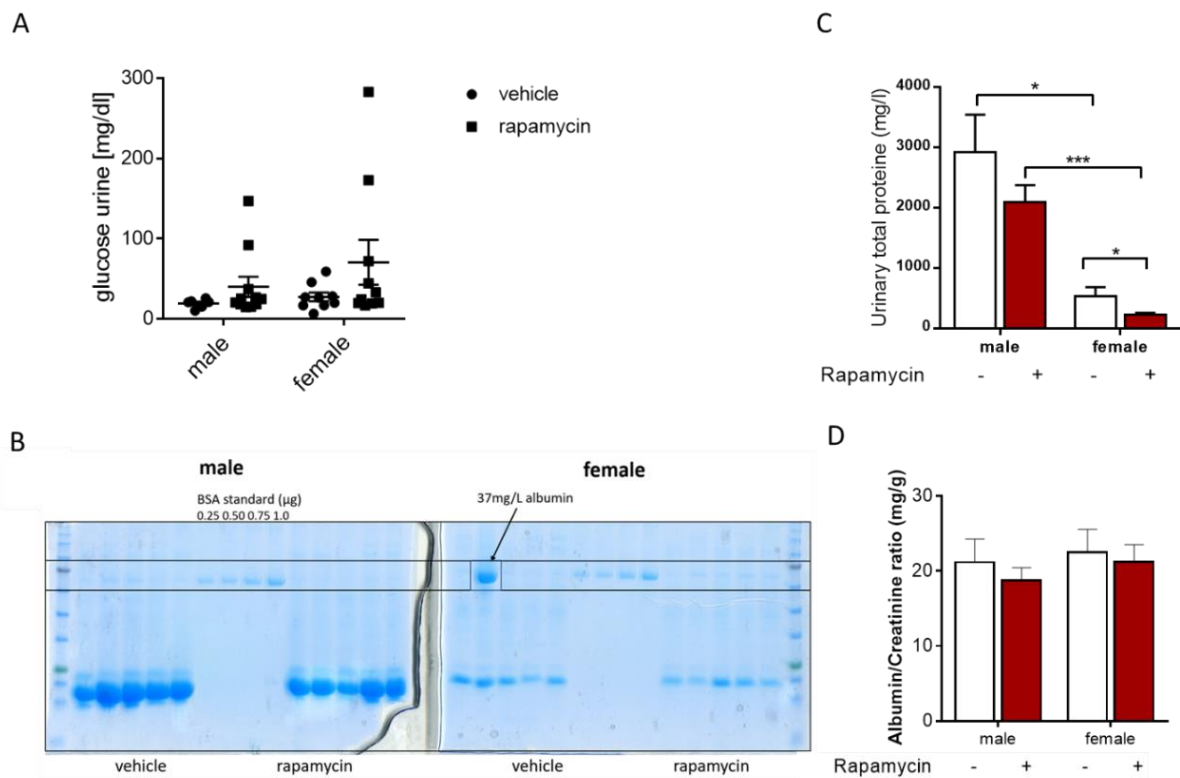 A
300
200
100
0
glucose urine [mg/dl]
male
female
vehicle
rapamycin
C
4000
3000
2000
1000
0
Urinary total proteine (mg/l)
*
***
*
male female
Rapamycin - + - +
B
male female
BSA standard (µg)
0.25 0.50 0.75 1.0
37mg/L albumin
vehicle rapamycin vehicle rapamycin
D
30
20
10
0
Albumin/Creatinine ratio (mg/g)
male female
Rapamycin - + - +